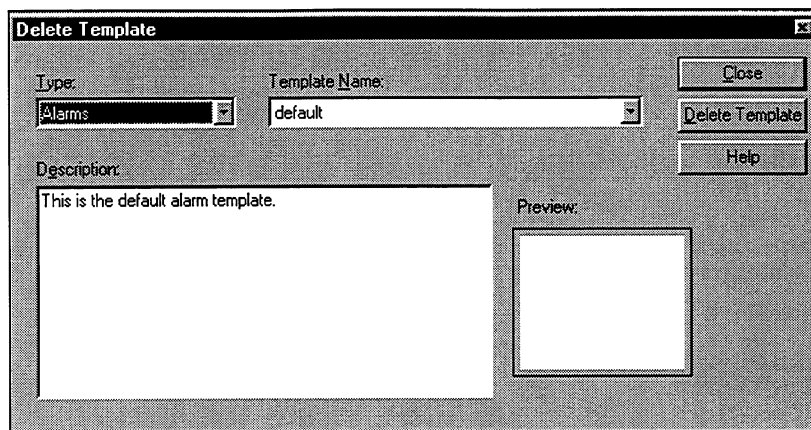 Delete Template
Type:
Template Name:
Close
Alarms
default
Delete Template
Help
Description:
This is the default alarm template.
Preview: